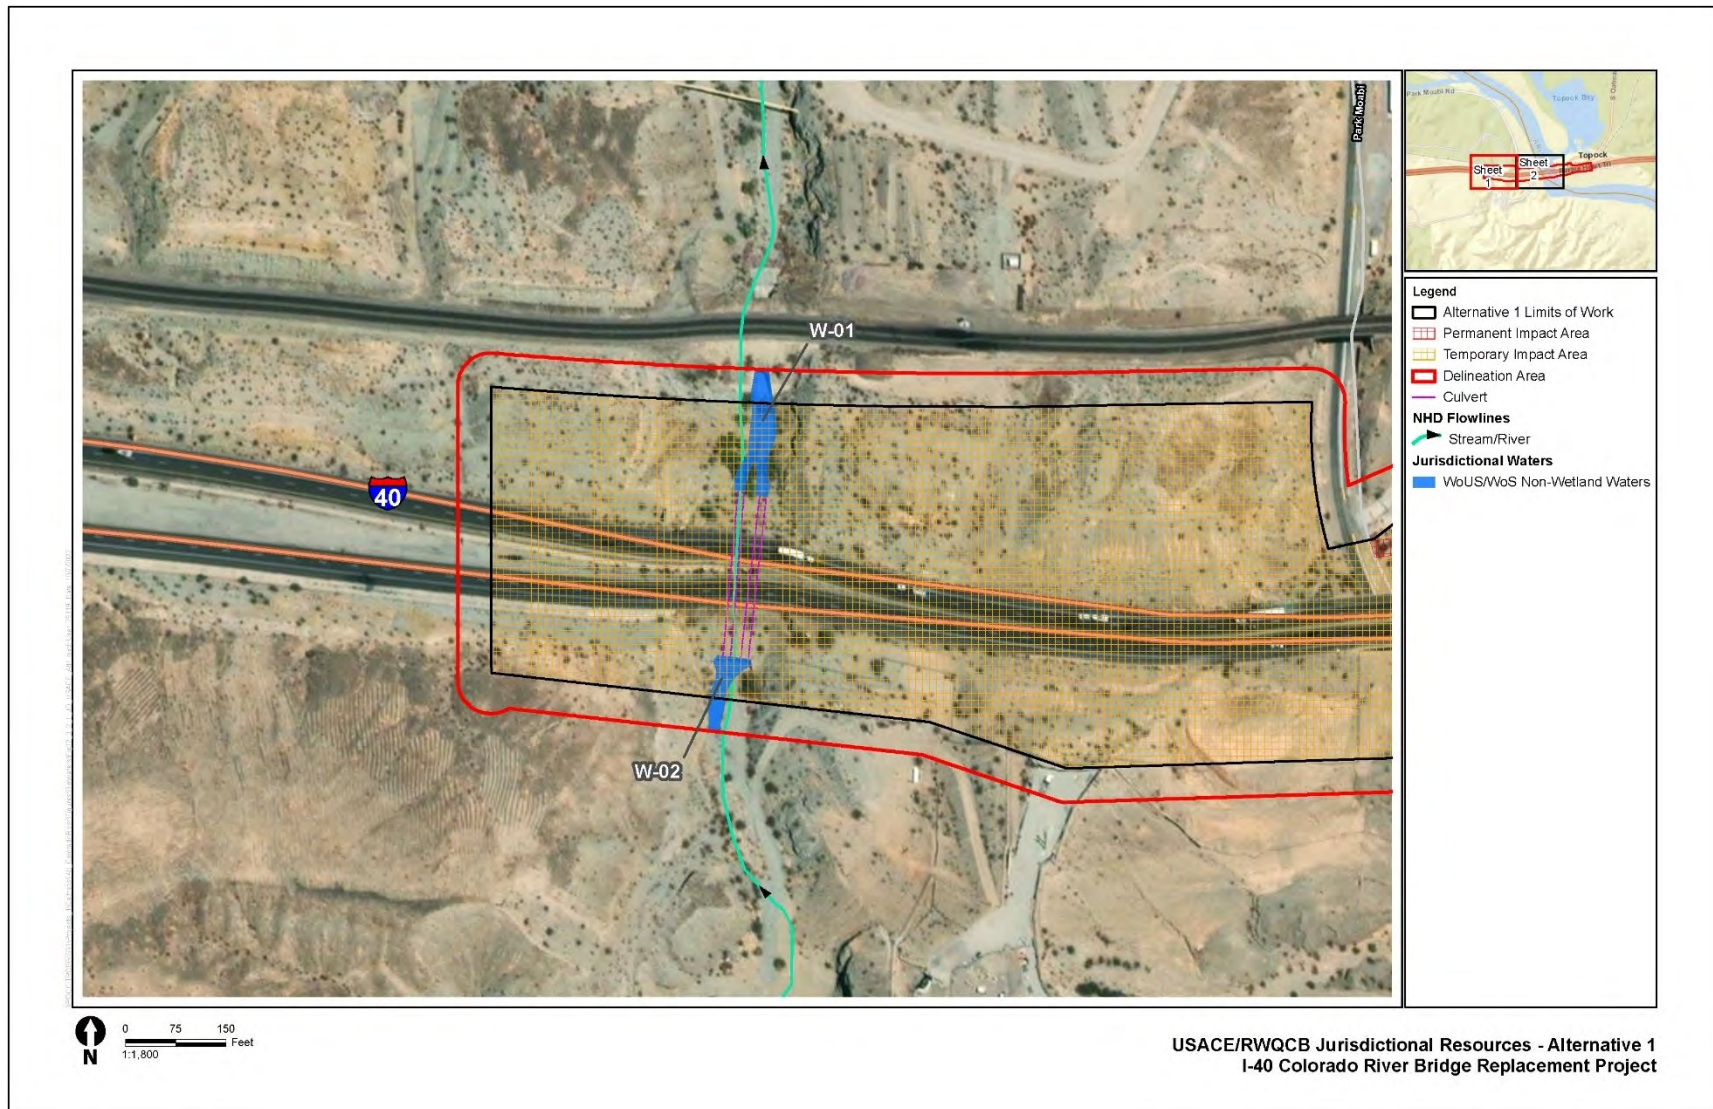 Park Moabi
W-01
40
W-02
Park Moabi Rd
Topock Bay
Topock
Sheet
1
Sheet
2
Legend
Alternative 1 Limits of Work
Permanent Impact Area
Temporary Impact Area
Delineation Area
Culvert
NHD Flowlines
Stream/River
Jurisdictional Waters
WoUS/WoS Non-Wetland Waters
N
0 75 150
Feet
1:1,800
USACE/RWQCB Jurisdictional Resources - Alternative 1
I-40 Colorado River Bridge Replacement Project